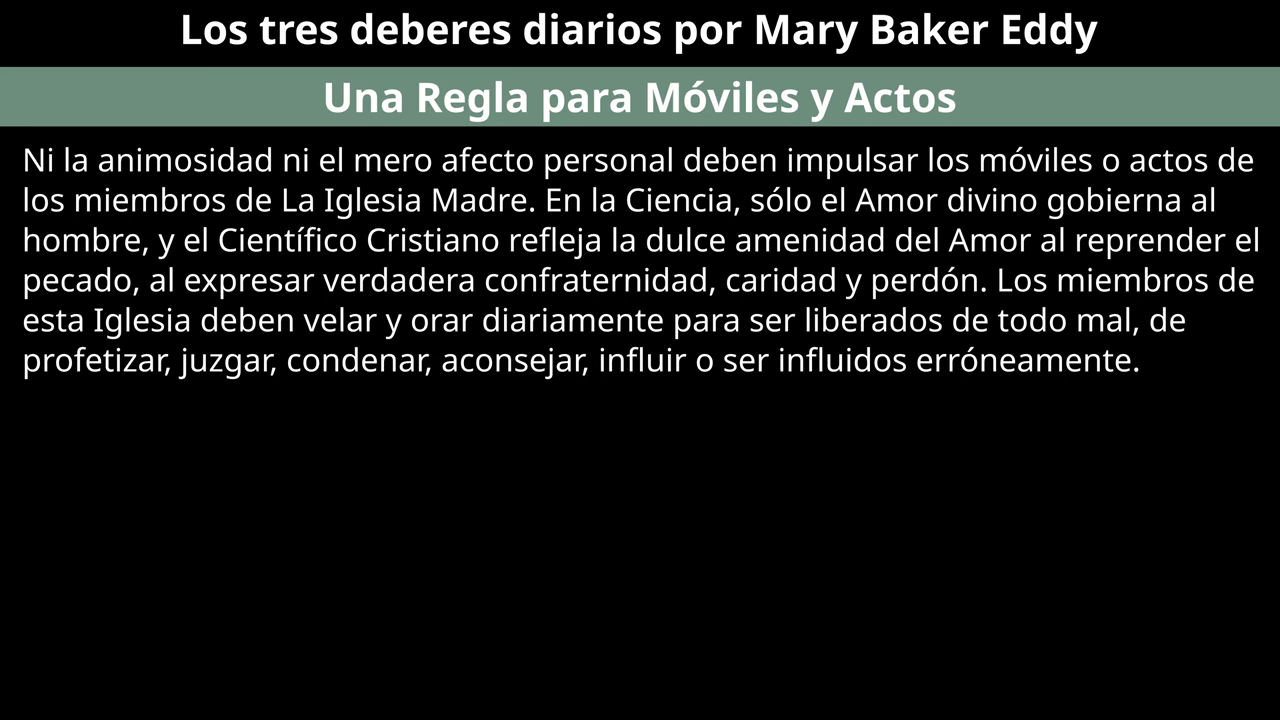 Los tres deberes diarios por Mary Baker Eddy
Una Regla para Móviles y Actos
Ni la animosidad ni el mero afecto personal deben impulsar los móviles o actos de
los miembros de La Iglesia Madre. En la Ciencia, sólo el Amor divino gobierna al
hombre, y el Científico Cristiano refleja la dulce amenidad del Amor al reprender el
pecado, al expresar verdadera confraternidad, caridad y perdón. Los miembros de
esta Iglesia deben velar y orar diariamente para ser liberados de todo mal, de
profetizar, juzgar, condenar, aconsejar, influir o ser influidos erróneamente.